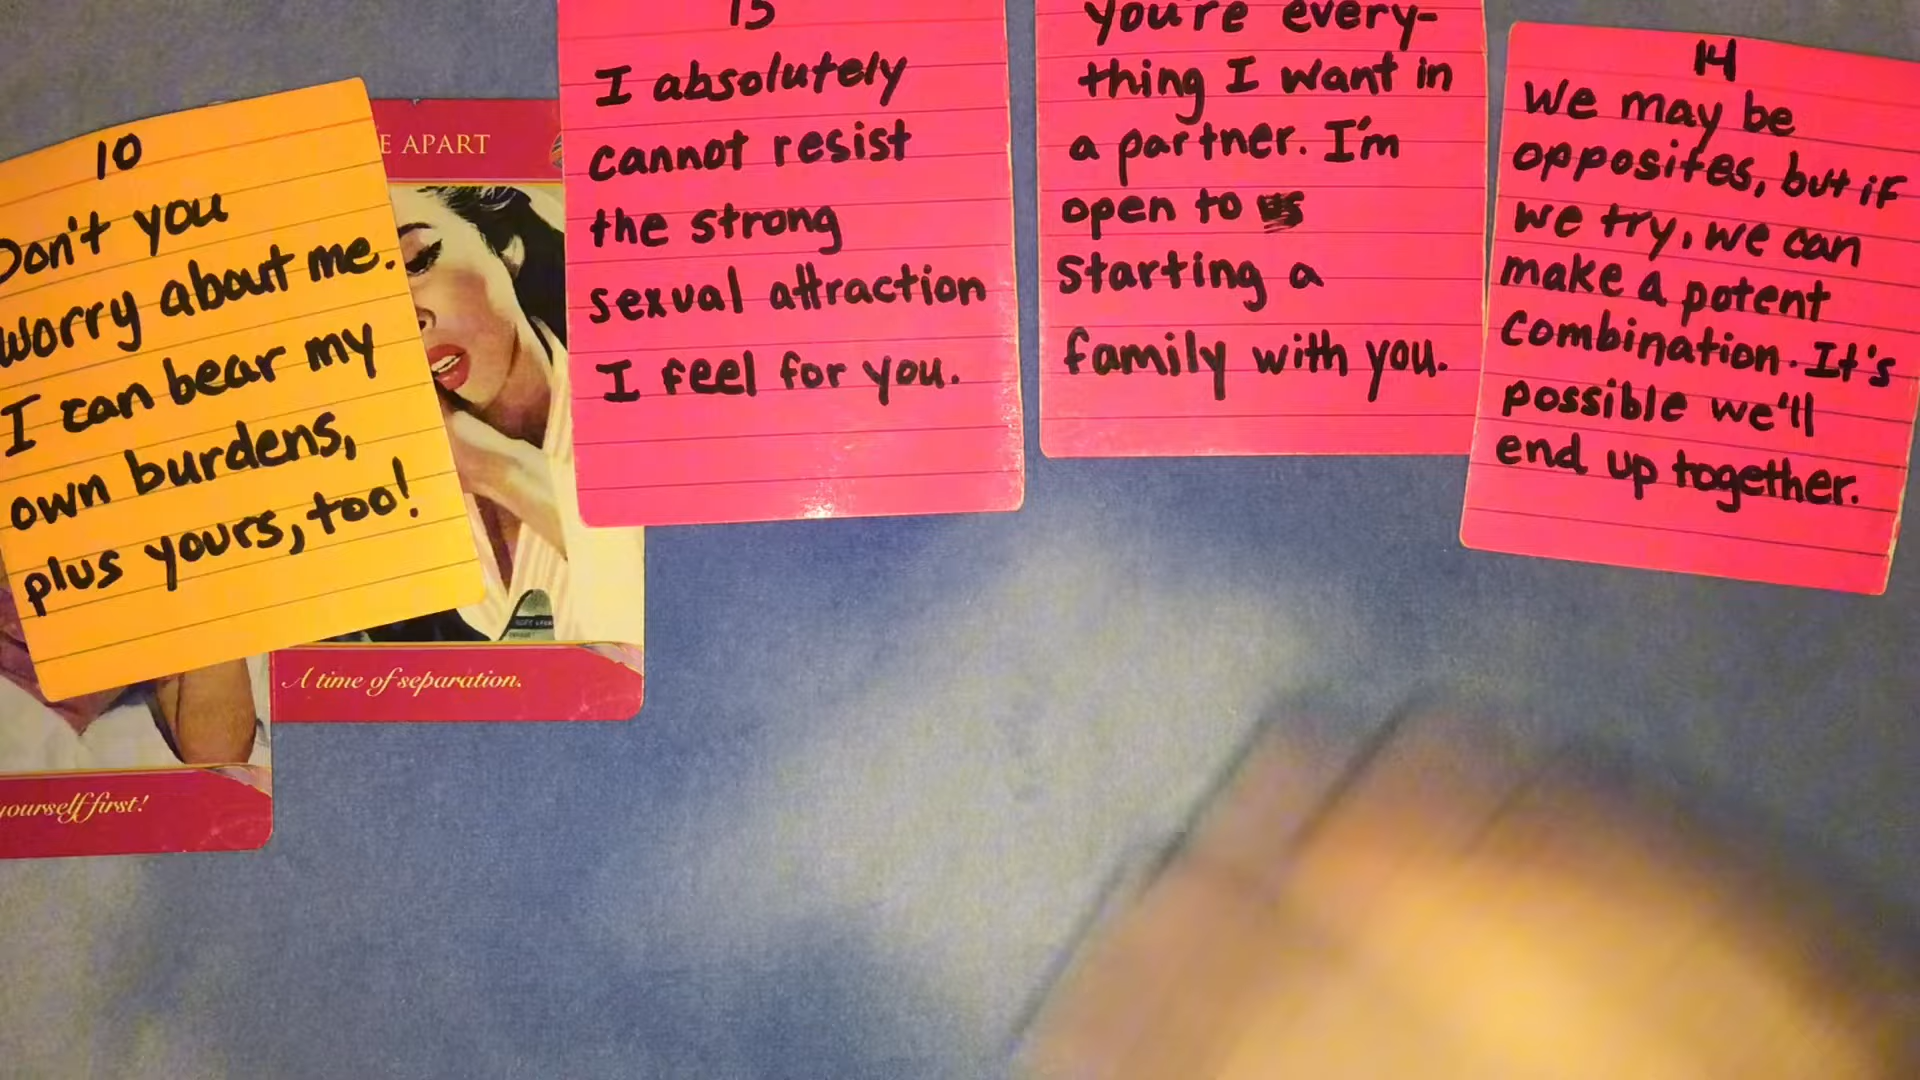 10
Don't you
worry about me.
I can bear my
own burdens,
plus yours, too!
E APART
A time of separation.
yourself first!
15
I absolutely
cannot resist
the strong
sexual attraction
I feel for you.
You're every-
thing I want in
a partner. I'm
open to
starting a
family with you.
14
We may be
opposites, but if
we try, we can
make a potent
combination. It's
possible we'll
end up together.